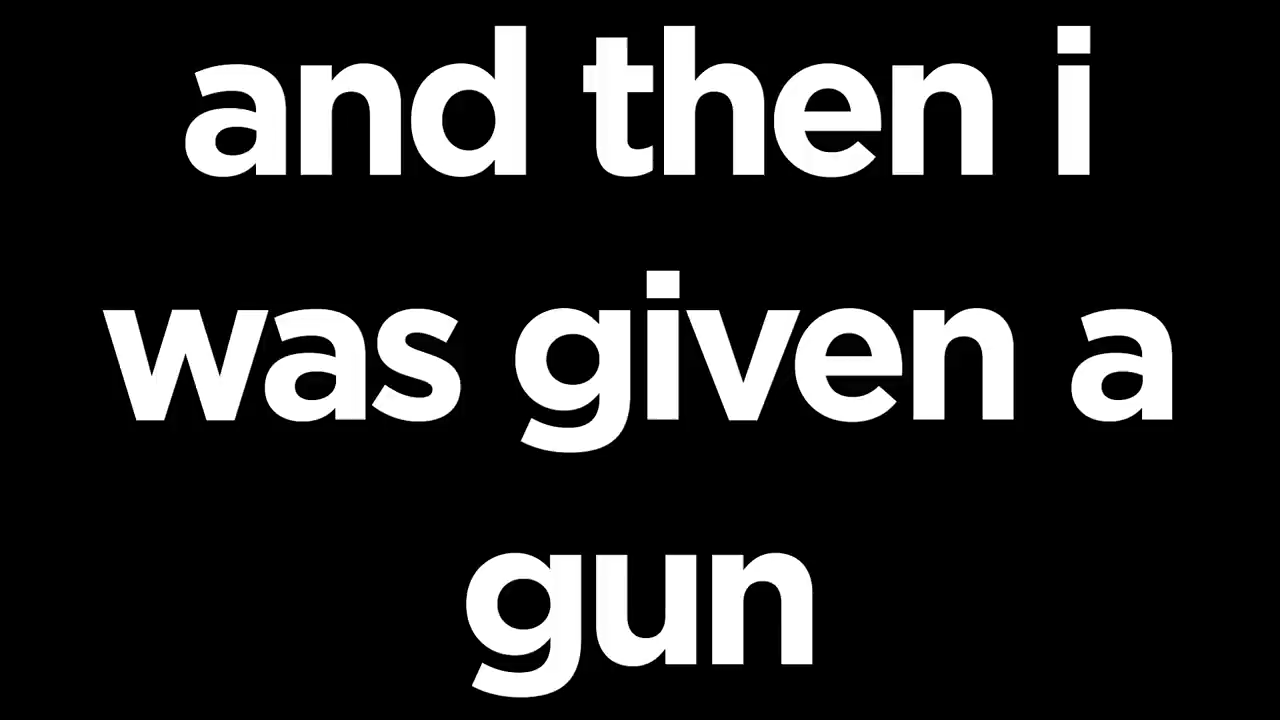 and then i
was given a
gun